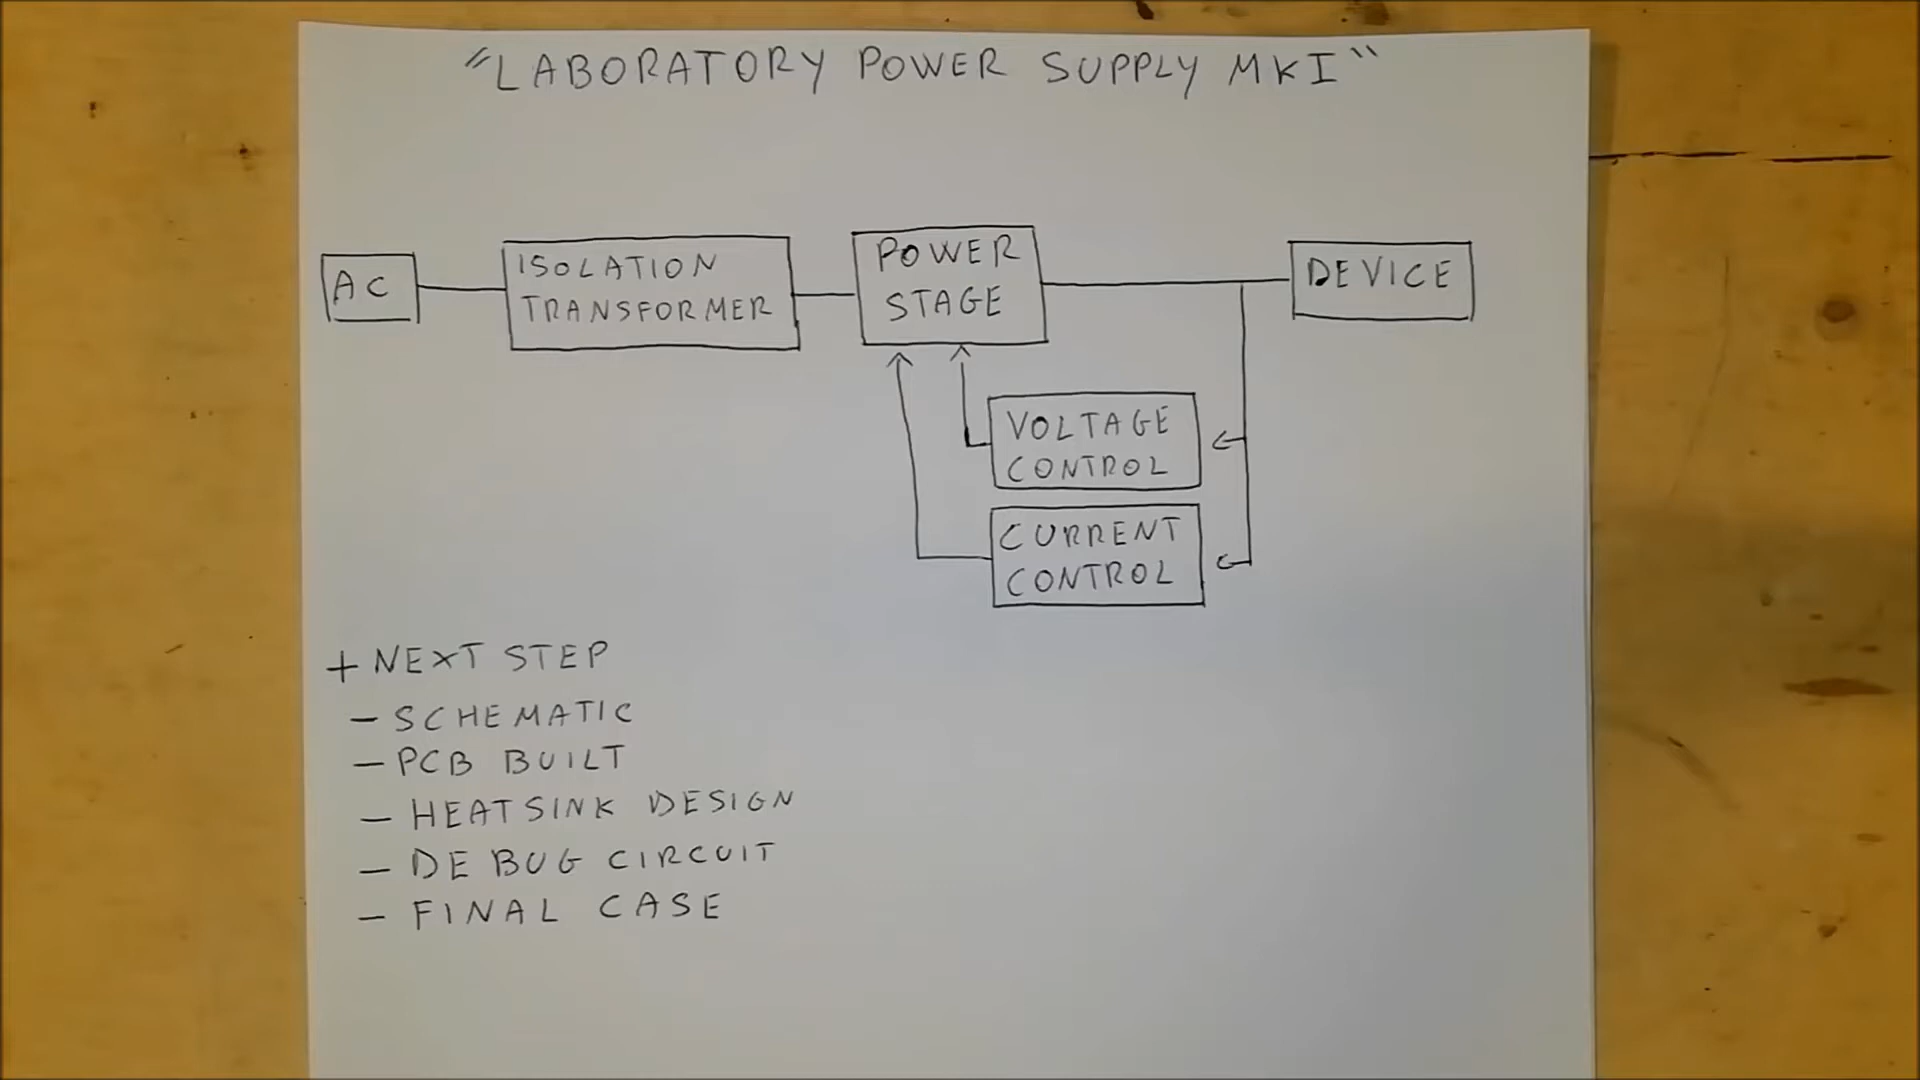 "LABORATORY POWER SUPPLY MKI"
AC
ISOLATION
TRANSFORMER
POWER
STAGE
DEVICE
VOLTAGE
CONTROL
CURRENT
CONTROL
+ NEXT STEP
- SCHEMATIC
- PCB BUILT
- HEATSINK DESIGN
- DEBUG CIRCUIT
- FINAL CASE